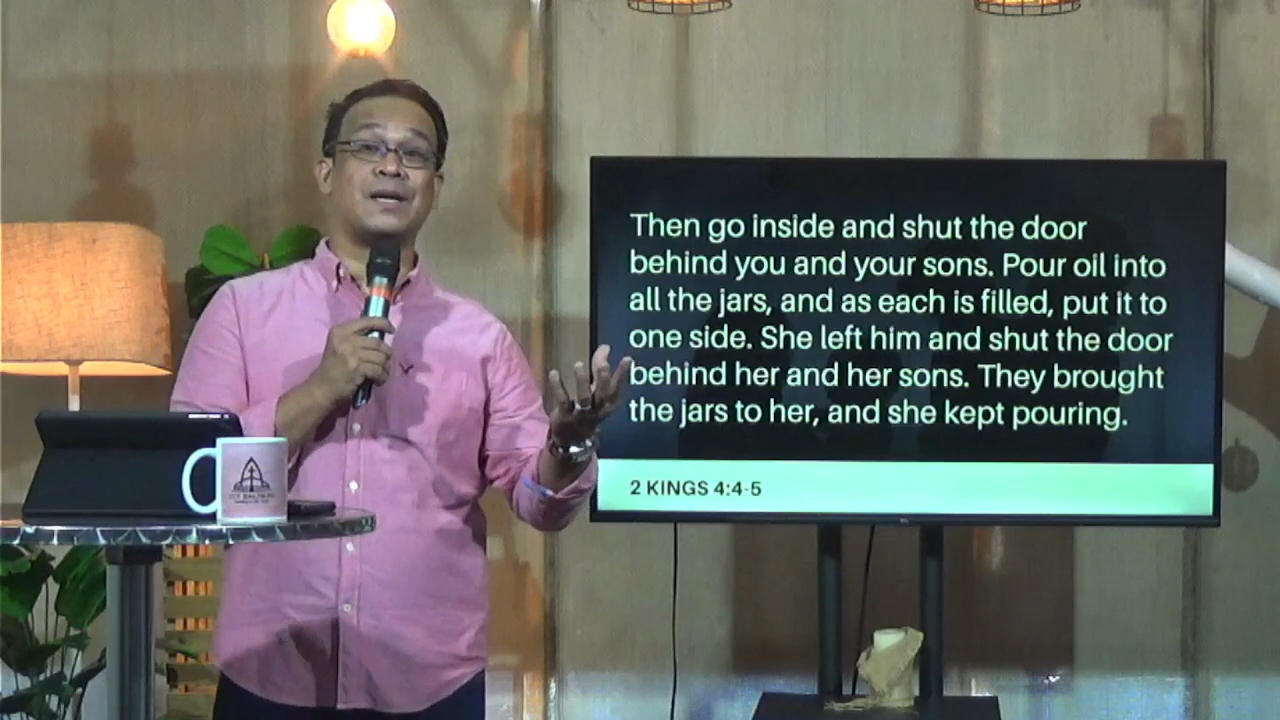 Then go inside and shut the door
behind you and your sons. Pour oil into
all the jars, and as each is filled, put it to
one side. She left him and shut the door
behind her and her sons. They brought
the jars to her, and she kept pouring.
2 KINGS 4:4-5